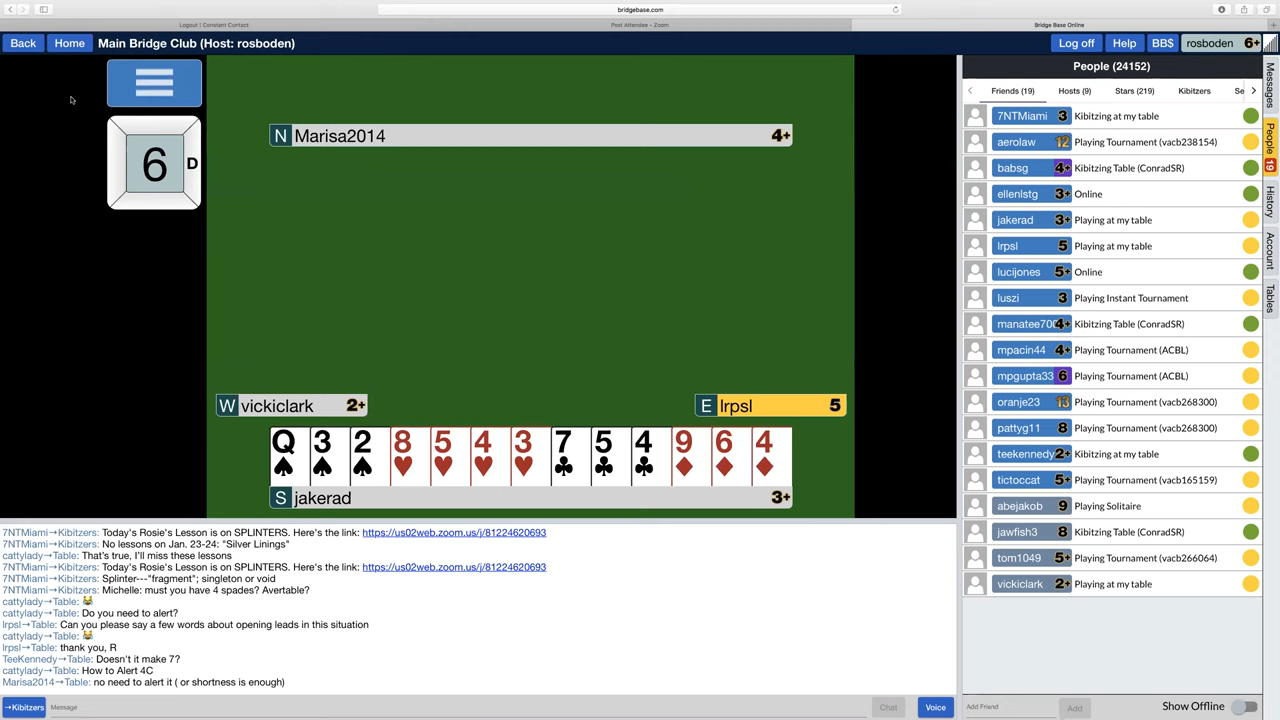 bridgebase.com
Logout | Constant Contact
Post Attendee - Zoom
Bridge Base Online
Back
Home
Main Bridge Club (Host: rosboden)
Log off
Help
BB$
rosboden 6+
6 D
N Marisa2014 4+
W vickiclark 2+
E lrpsl 5
Q 3 2 8 5 4 3 7 5 4 9 6 4
S jakerad 3+
People (24152)
Friends (19)
Hosts (9)
Stars (219)
Kibitzers
Se
7NTMiami 3 Kibitzing at my table
aerolaw 12 Playing Tournament (vacb238154)
babsg 4+ Kibitzing Table (ConradSR)
ellenlstg 3+ Online
jakerad 3+ Playing at my table
lrpsl 5 Playing at my table
lucijones 5+ Online
luszi 3 Playing Instant Tournament
manatee700 4+ Kibitzing Table (ConradSR)
mpacin44 4+ Playing Tournament (ACBL)
mpgupta33 6 Playing Tournament (ACBL)
oranje23 13 Playing Tournament (vacb268300)
pattyg11 8 Playing Tournament (vacb268300)
teekennedy 2+ Kibitzing at my table
tictoccat 5+ Playing Tournament (vacb165159)
abejakob 9 Playing Solitaire
jawfish3 8 Kibitzing Table (ConradSR)
tom1049 5+ Playing Tournament (vacb266064)
vickiclark 2+ Playing at my table
Messages
People 19
History
Account
Tables
7NTMiami→Kibitzers: Today's Rosie's Lesson is on SPLINTERS. Here's the link: https://us02web.zoom.us/j/81224620693
7NTMiami→Kibitzers: No lessons on Jan. 23-24: "Silver Linings"
cattylady→Table: That's true, I'll miss these lessons
7NTMiami→Kibitzers: Today's Rosie's Lesson is on SPLINTERS. Here's the link: https://us02web.zoom.us/j/81224620693
7NTMiami→Kibitzers: Splinter---"fragment"; singleton or void
7NTMiami→Kibitzers: Michelle: must you have 4 spades? Avertable?
cattylady→Table:
cattylady→Table: Do you need to alert?
lrpsl→Table: Can you please say a few words about opening leads in this situation
cattylady→Table:
lrpsl→Table: thank you, R
TeeKennedy→Table: Doesn't it make 7?
cattylady→Table: How to Alert 4C
Marisa2014→Table: no need to alert it ( or shortness is enough)
→Kibitzers
Message
Chat
Voice
Add Friend
Add
Show Offline